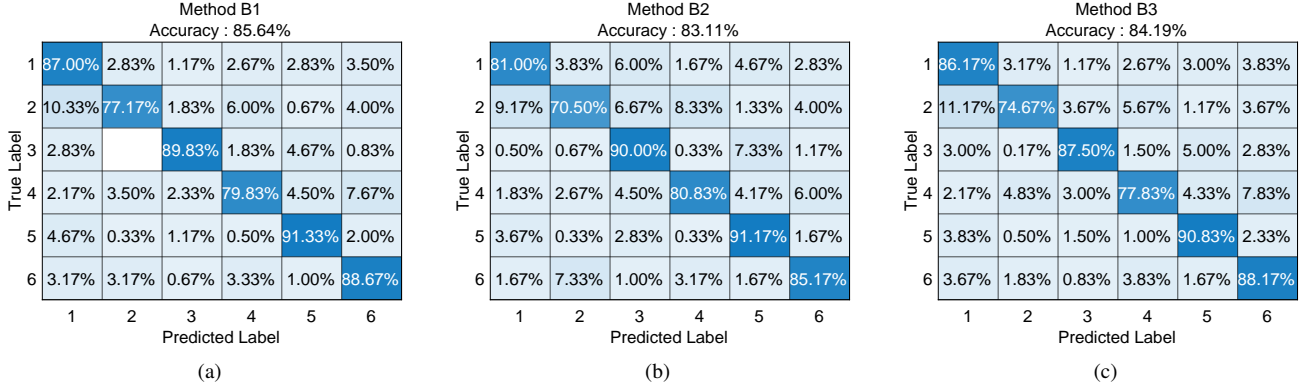 Method B1
Accuracy : 85.64%
True Label
1 87.00% 2.83% 1.17% 2.67% 2.83% 3.50%
2 10.33% 77.17% 1.83% 6.00% 0.67% 4.00%
3 2.83% 89.83% 1.83% 4.67% 0.83%
4 2.17% 3.50% 2.33% 79.83% 4.50% 7.67%
5 4.67% 0.33% 1.17% 0.50% 91.33% 2.00%
6 3.17% 3.17% 0.67% 3.33% 1.00% 88.67%
1 2 3 4 5 6
Predicted Label
(a)
Method B2
Accuracy : 83.11%
True Label
1 81.00% 3.83% 6.00% 1.67% 4.67% 2.83%
2 9.17% 70.50% 6.67% 8.33% 1.33% 4.00%
3 0.50% 0.67% 90.00% 0.33% 7.33% 1.17%
4 1.83% 2.67% 4.50% 80.83% 4.17% 6.00%
5 3.67% 0.33% 2.83% 0.33% 91.17% 1.67%
6 1.67% 7.33% 1.00% 3.17% 1.67% 85.17%
1 2 3 4 5 6
Predicted Label
(b)
Method B3
Accuracy : 84.19%
True Label
1 86.17% 3.17% 1.17% 2.67% 3.00% 3.83%
2 11.17% 74.67% 3.67% 5.67% 1.17% 3.67%
3 3.00% 0.17% 87.50% 1.50% 5.00% 2.83%
4 2.17% 4.83% 3.00% 77.83% 4.33% 7.83%
5 3.83% 0.50% 1.50% 1.00% 90.83% 2.33%
6 3.67% 1.83% 0.83% 3.83% 1.67% 88.17%
1 2 3 4 5 6
Predicted Label
(c)